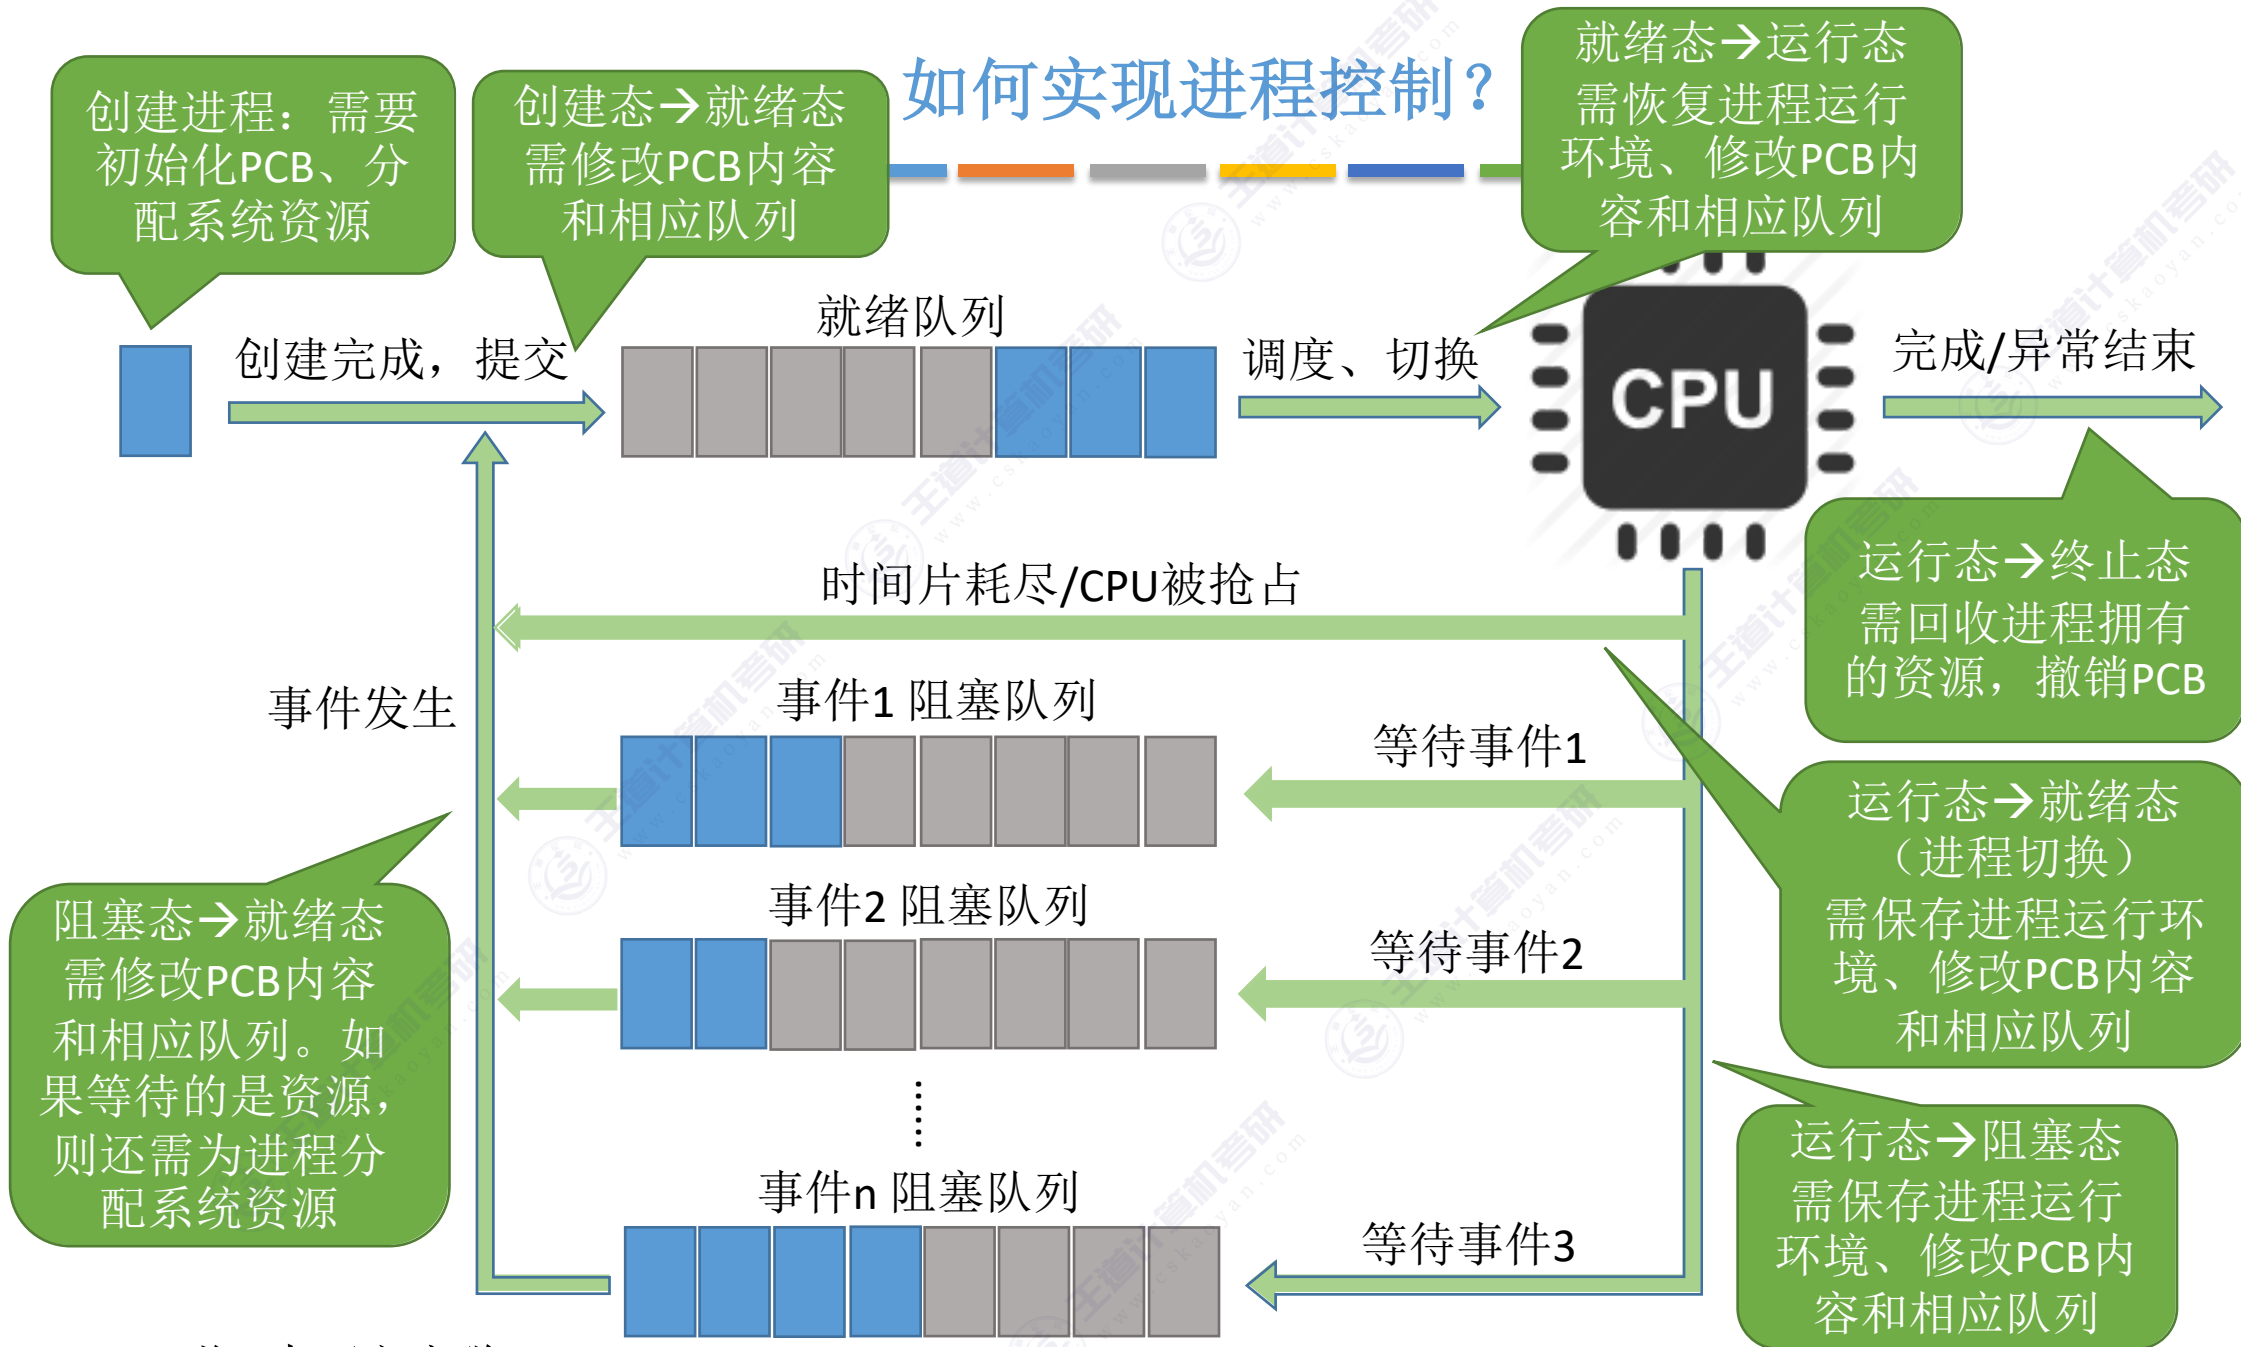 如何实现进程控制？
创建进程：需要
初始化PCB、分
配系统资源
创建态→就绪态
需修改PCB内容
和相应队列
就绪态→运行态
需恢复进程运行
环境、修改PCB内
容和相应队列
创建完成，提交
就绪队列
调度、切换
CPU
完成/异常结束
时间片耗尽/CPU被抢占
运行态→终止态
需回收进程拥有
的资源，撤销PCB
事件发生
事件1 阻塞队列
等待事件1
运行态→就绪态
（进程切换）
需保存进程运行环
境、修改PCB内容
和相应队列
事件2 阻塞队列
等待事件2
阻塞态→就绪态
需修改PCB内容
和相应队列。如
果等待的是资源，
则还需为进程分
配系统资源
......
事件n 阻塞队列
等待事件3
运行态→阻塞态
需保存进程运行
环境、修改PCB内
容和相应队列
王道计算机考研
www.cskaoyan.com